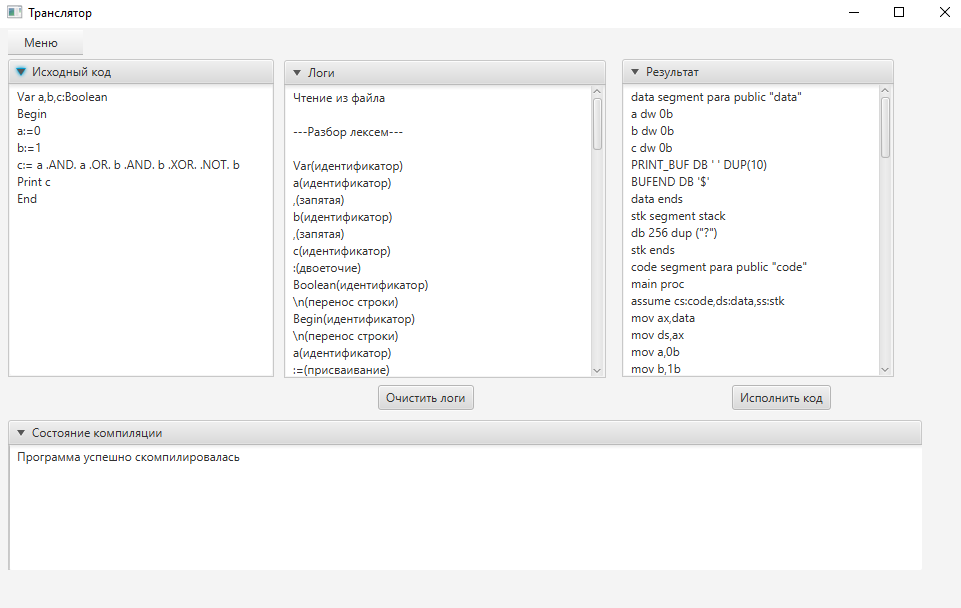 Транслятор
Меню
Исходный код
Var a,b,c:Boolean
Begin
a:=0
b:=1
c:= a .AND. a .OR. b .AND. b .XOR. .NOT. b
Print c
End
Логи
Чтение из файла
---Разбор лексем---
Var(идентификатор)
a(идентификатор)
,(запятая)
b(идентификатор)
,(запятая)
c(идентификатор)
:(двоеточие)
Boolean(идентификатор)
\n(перенос строки)
Begin(идентификатор)
\n(перенос строки)
a(идентификатор)
:=(присваивание)
Очистить логи
Результат
data segment para public "data"
a dw 0b
b dw 0b
c dw 0b
PRINT_BUF DB ' ' DUP(10)
BUFEND DB '$'
data ends
stk segment stack
db 256 dup ("?")
stk ends
code segment para public "code"
main proc
assume cs:code,ds:data,ss:stk
mov ax,data
mov ds,ax
mov a,0b
mov b,1b
Исполнить код
Состояние компиляции
Программа успешно скомпилировалась